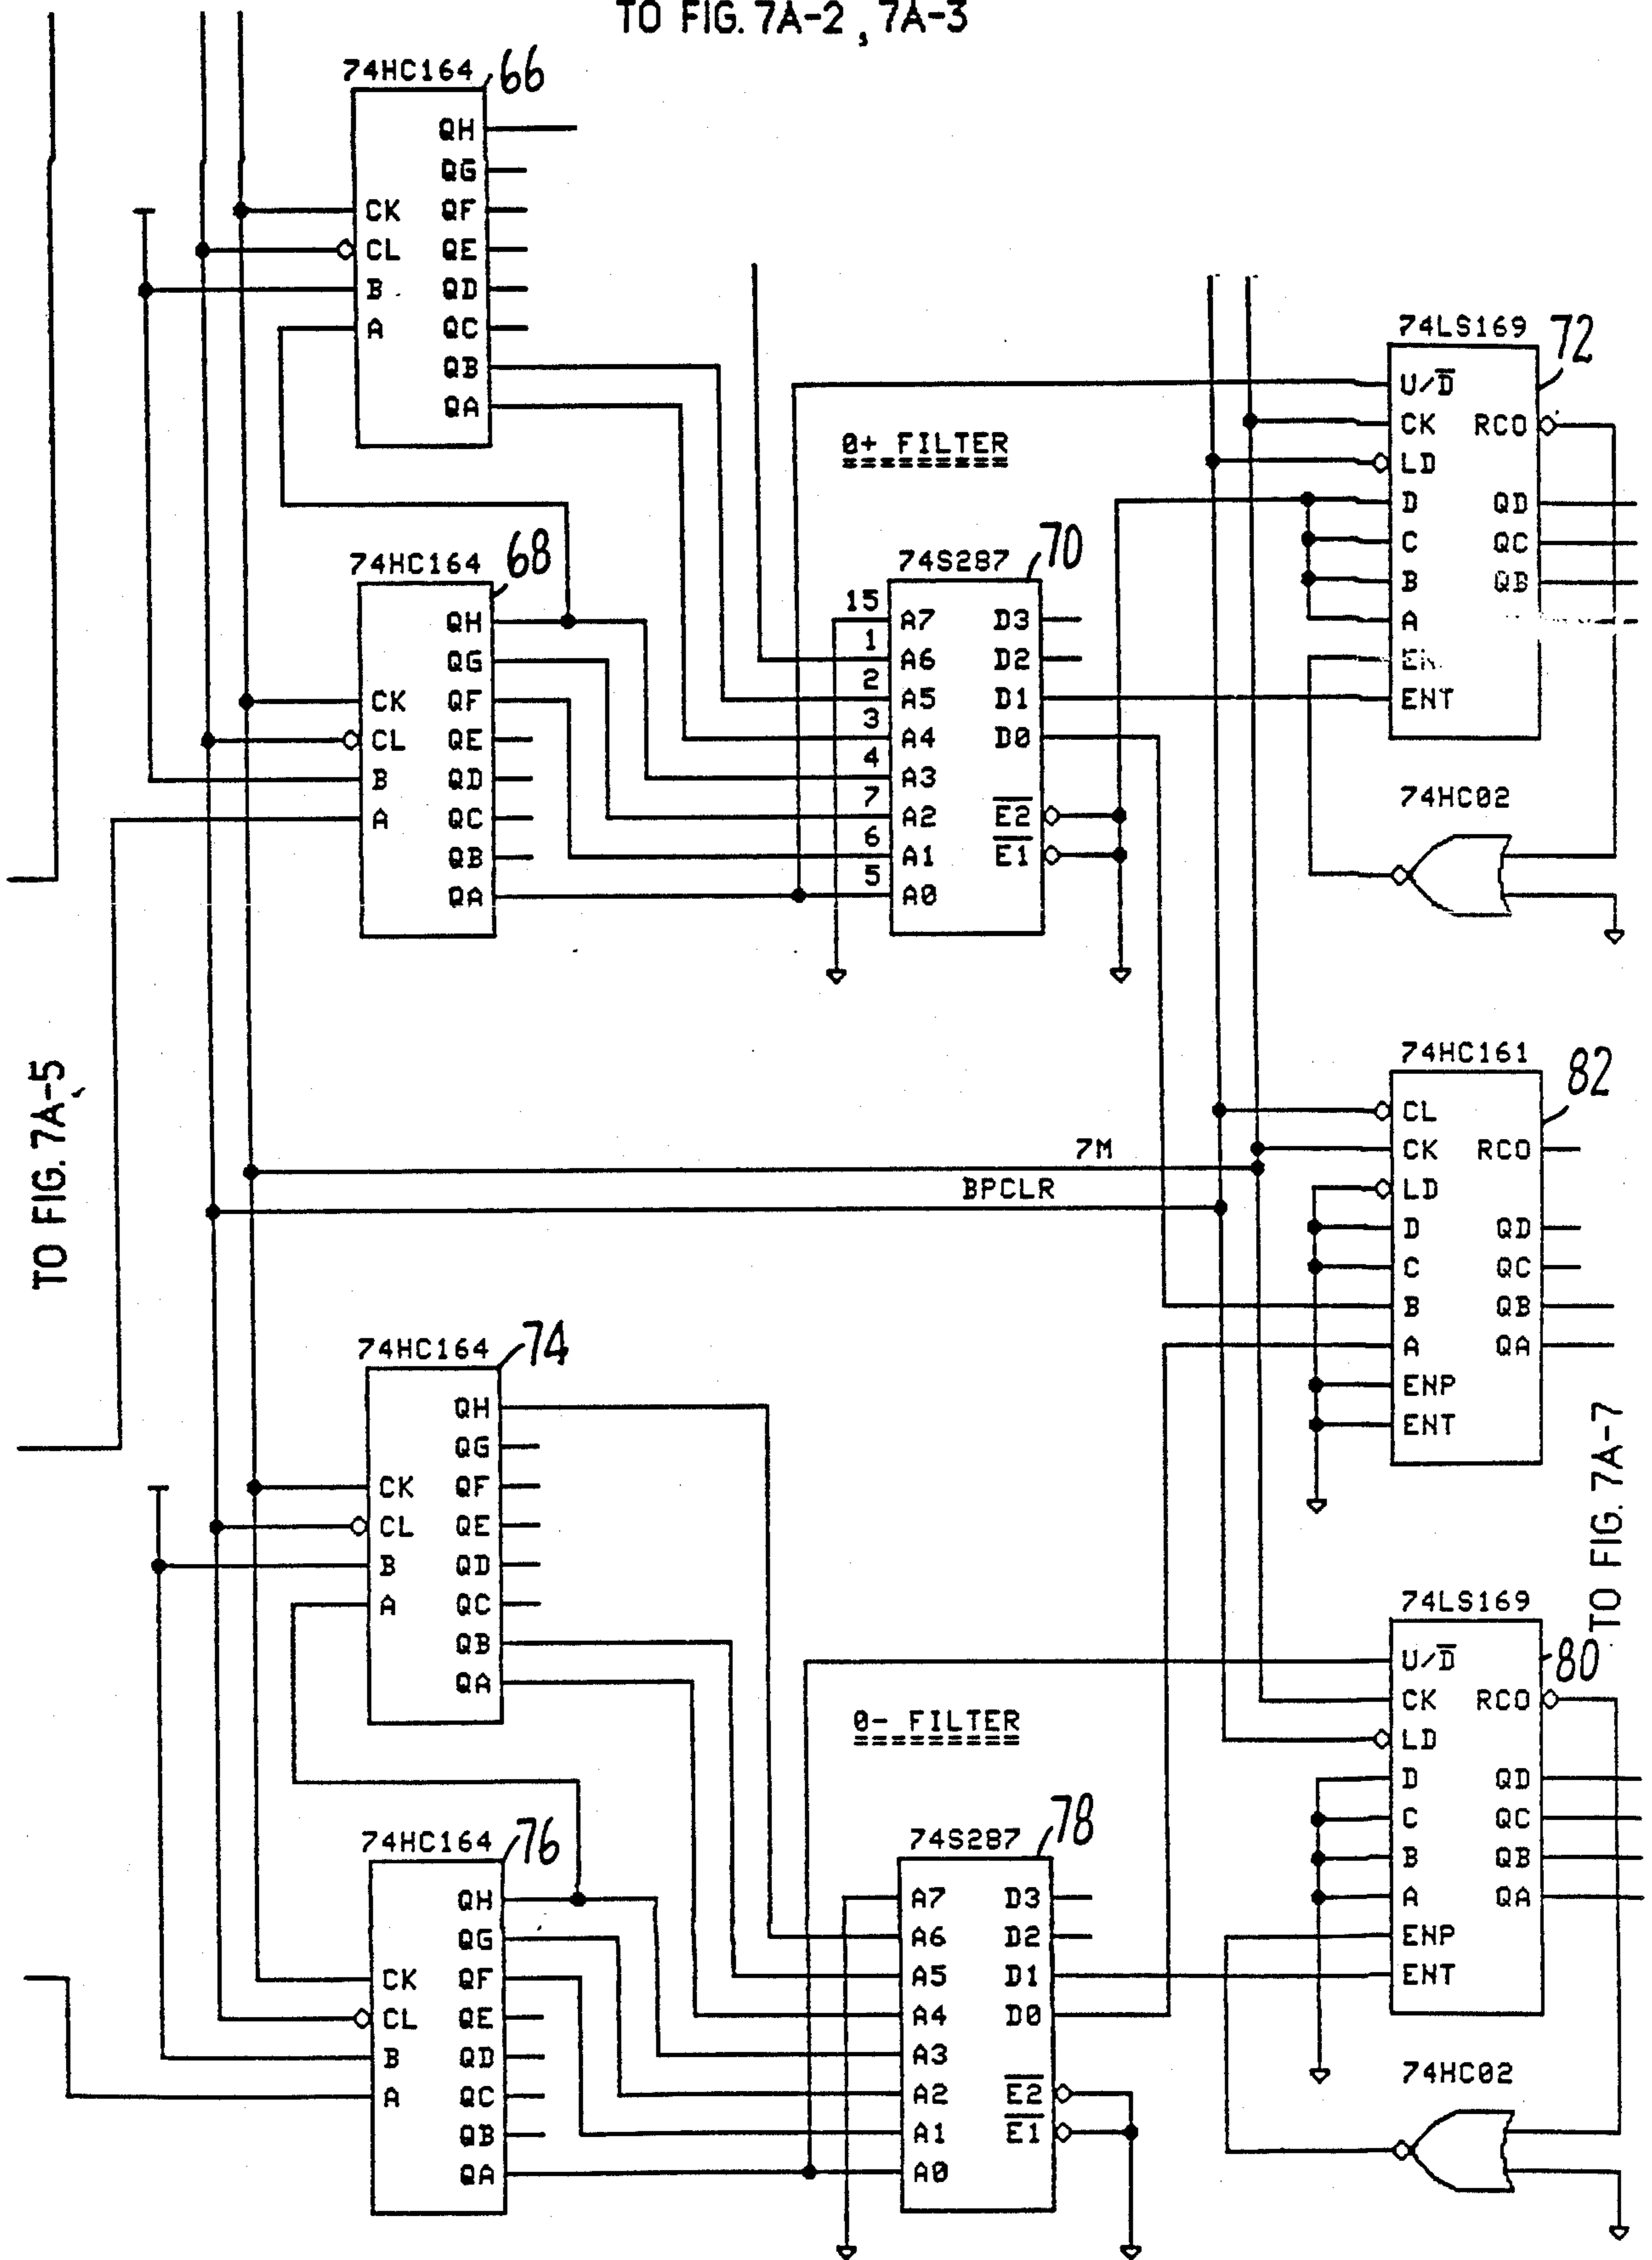 TO FIG. 7A-2, 7A-3
74HC164 66
QH
QG
CK QF
CL QE
B QD
A QC
QB
QA
74LS169 72
U/D
CK RCO
LD
D QD
C QC
B QB
A
ENT
0+ FILTER
74HC164 68
QH
QG
CK QF
CL QE
B QD
A QC
QB
QA
74S287 70
15 A7 D3
1 A6 D2
2 A5 D1
3 A4 D0
4 A3
7 A2 E2
6 A1 E1
5 A0
74HC02
TO FIG. 7A-5
7M
BPCLR
74HC161 82
CL
CK RCO
LD
D QD
C QC
B QB
A QA
ENP
ENT
TO FIG. 7A-7
74HC164 74
QH
QG
CK QF
CL QE
B QD
A QC
QB
QA
0- FILTER
74LS169 80
U/D
CK RCO
LD
D QD
C QC
B QB
A QA
ENP
ENT
74HC164 76
QH
QG
CK QF
CL QE
B QD
A QC
QB
QA
74S287 78
A7 D3
A6 D2
A5 D1
A4 D0
A3
A2 E2
A1 E1
A0
74HC02